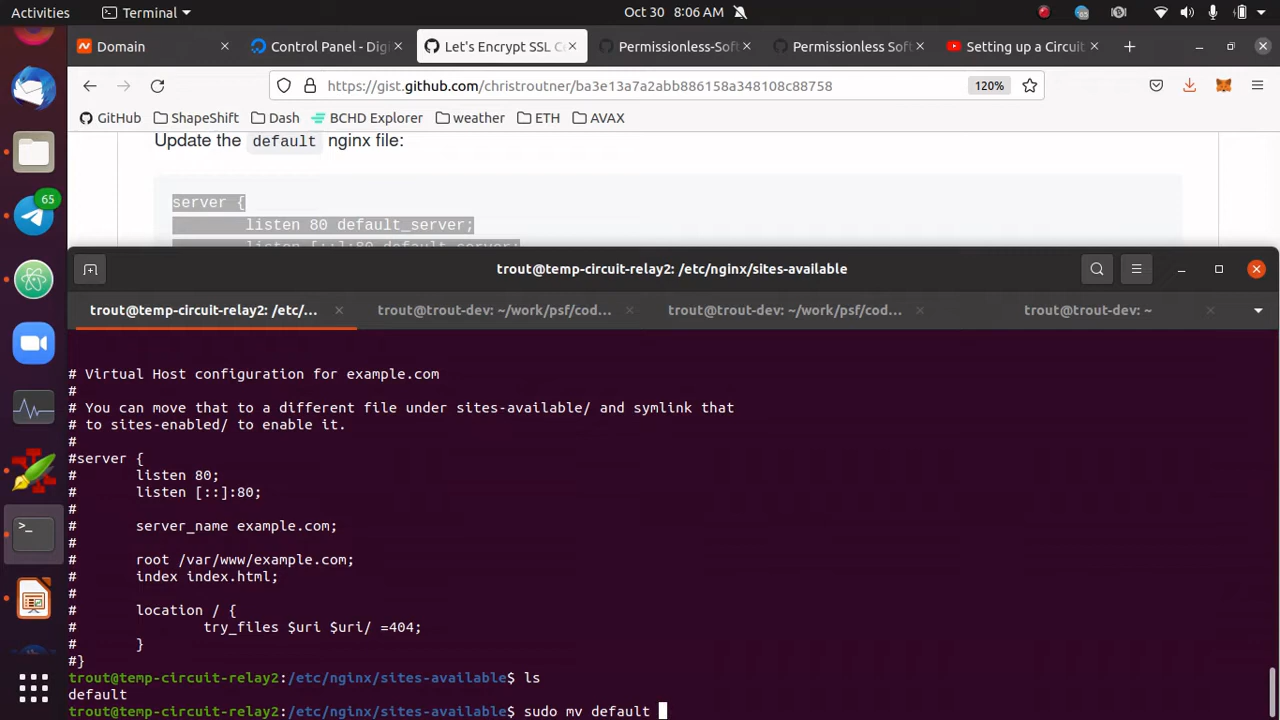 Activities
Terminal
Oct 30 8:06 AM
Domain
Control Panel - Digi
Let's Encrypt SSL C
Permissionless-Soft
Permissionless Soft
Setting up a Circuit
https://gist.github.com/christroutner/ba3e13a7a2abb886158a348108c88758
120%
GitHub
ShapeShift
Dash
BCHD Explorer
weather
ETH
AVAX
65
Update the default nginx file:
server {
listen 80 default_server;
listen [::]:80 default_server;
trout@temp-circuit-relay2: /etc/nginx/sites-available
trout@temp-circuit-relay2: /etc/...
trout@trout-dev: ~/work/psf/cod...
trout@trout-dev: ~/work/psf/cod...
trout@trout-dev: ~
# Virtual Host configuration for example.com
#
# You can move that to a different file under sites-available/ and symlink that
# to sites-enabled/ to enable it.
#
#server {
#       listen 80;
#       listen [::]:80;
#
#       server_name example.com;
#
#       root /var/www/example.com;
#       index index.html;
#
#       location / {
#               try_files $uri $uri/ =404;
#       }
#}
trout@temp-circuit-relay2:/etc/nginx/sites-available$ ls
default
trout@temp-circuit-relay2:/etc/nginx/sites-available$ sudo mv default